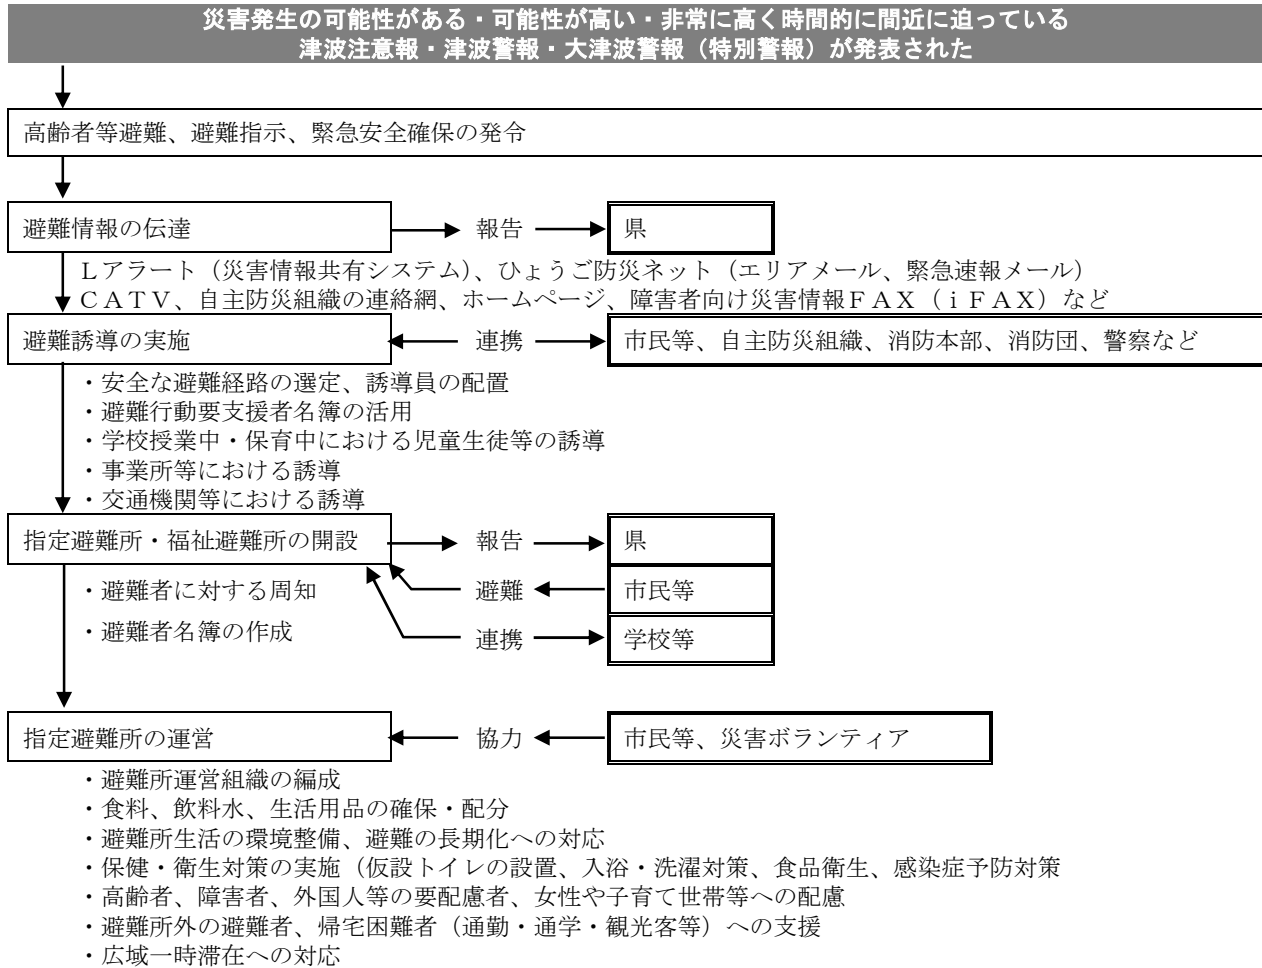 災害発生の可能性がある・可能性が高い・非常に高く時間的に間近に迫っている
津波注意報・津波警報・大津波警報（特別警報）が発表された
高齢者等避難、避難指示、緊急安全確保の発令
避難情報の伝達
報告
県
Ｌアラート（災害情報共有システム）、ひょうご防災ネット（エリアメール、緊急速報メール）
ＣＡＴＶ、自主防災組織の連絡網、ホームページ、障害者向け災害情報ＦＡＸ（ｉＦＡＸ）など
避難誘導の実施
連携
市民等、自主防災組織、消防本部、消防団、警察など
・安全な避難経路の選定、誘導員の配置
・避難行動要支援者名簿の活用
・学校授業中・保育中における児童生徒等の誘導
・事業所等における誘導
・交通機関等における誘導
指定避難所・福祉避難所の開設
報告
県
・避難者に対する周知
避難
市民等
・避難者名簿の作成
連携
学校等
指定避難所の運営
協力
市民等、災害ボランティア
・避難所運営組織の編成
・食料、飲料水、生活用品の確保・配分
・避難所生活の環境整備、避難の長期化への対応
・保健・衛生対策の実施（仮設トイレの設置、入浴・洗濯対策、食品衛生、感染症予防対策
・高齢者、障害者、外国人等の要配慮者、女性や子育て世帯等への配慮
・避難所外の避難者、帰宅困難者（通勤・通学・観光客等）への支援
・広域一時滞在への対応